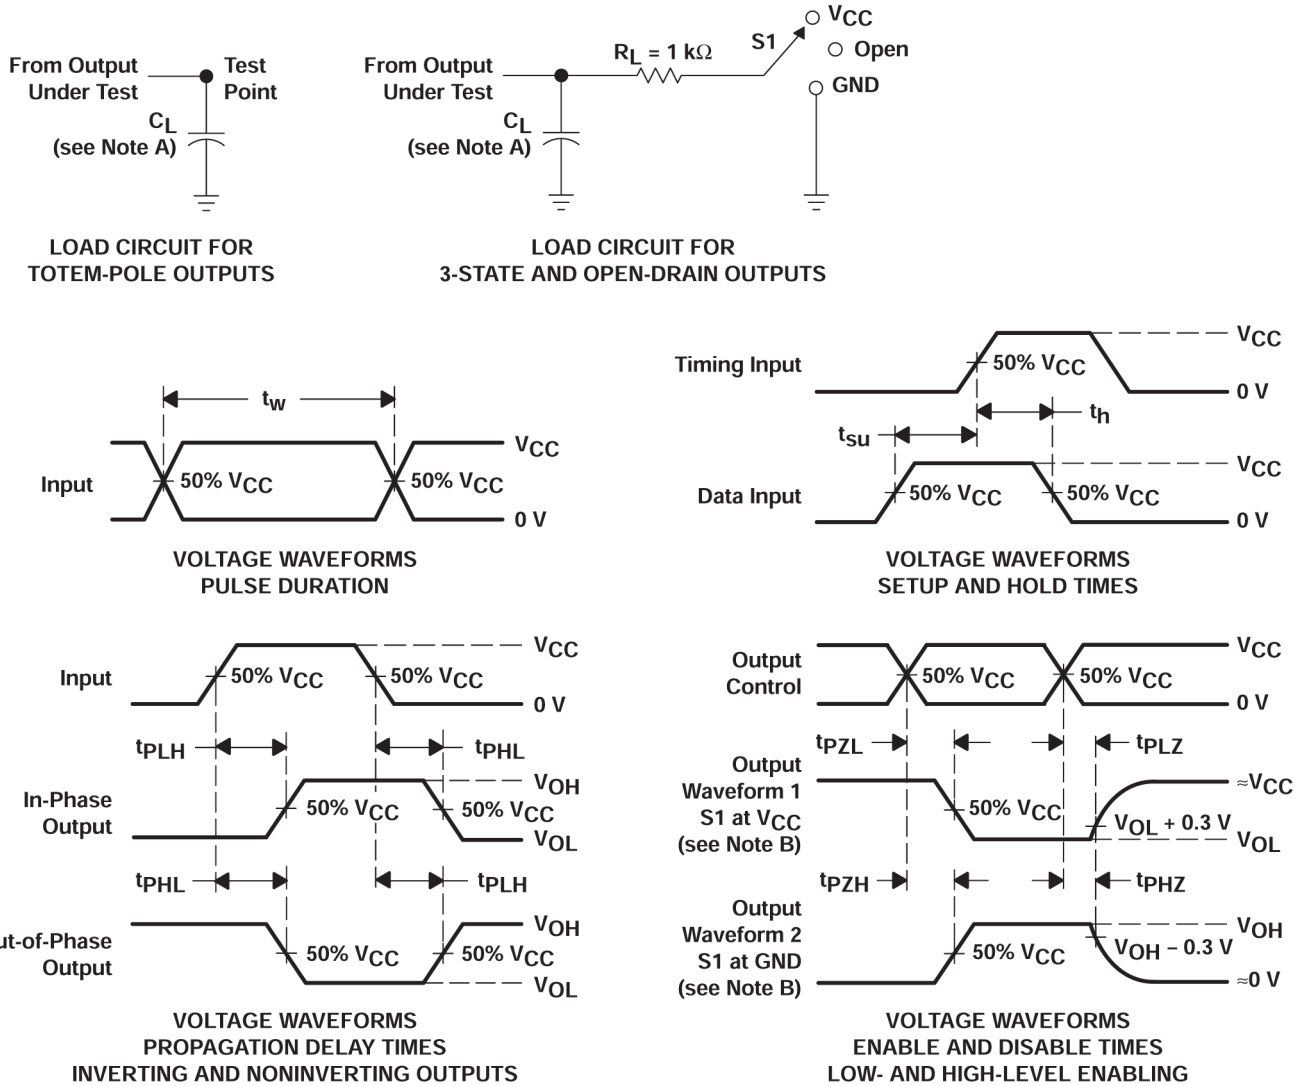 From Output
Under Test
Test
Point
CL
(see Note A)
LOAD CIRCUIT FOR
TOTEM-POLE OUTPUTS
From Output
Under Test
RL = 1 kΩ
S1
VCC
Open
GND
CL
(see Note A)
LOAD CIRCUIT FOR
3-STATE AND OPEN-DRAIN OUTPUTS
tw
Input
50% VCC
50% VCC
VCC
0 V
VOLTAGE WAVEFORMS
PULSE DURATION
Timing Input
50% VCC
VCC
0 V
th
tsu
Data Input
50% VCC
50% VCC
VCC
0 V
VOLTAGE WAVEFORMS
SETUP AND HOLD TIMES
Input
50% VCC
50% VCC
VCC
0 V
tPLH
tPHL
In-Phase
Output
50% VCC
50% VCC
VOH
VOL
tPHL
tPLH
ut-of-Phase
Output
50% VCC
50% VCC
VOH
VOL
VOLTAGE WAVEFORMS
PROPAGATION DELAY TIMES
INVERTING AND NONINVERTING OUTPUTS
Output
Control
50% VCC
50% VCC
VCC
0 V
tPZL
tPLZ
Output
Waveform 1
S1 at VCC
(see Note B)
50% VCC
≈VCC
VOL + 0.3 V
VOL
tPZH
tPHZ
Output
Waveform 2
S1 at GND
(see Note B)
50% VCC
VOH
VOH − 0.3 V
≈0 V
VOLTAGE WAVEFORMS
ENABLE AND DISABLE TIMES
LOW- AND HIGH-LEVEL ENABLING